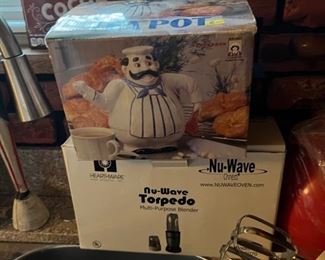 A POT
HEARTHWARE
Nu-Wave
Oven
WWW.NUWAVEOVEN.COM
Nu-Wave
Torpedo
Multi-Purpose Blender